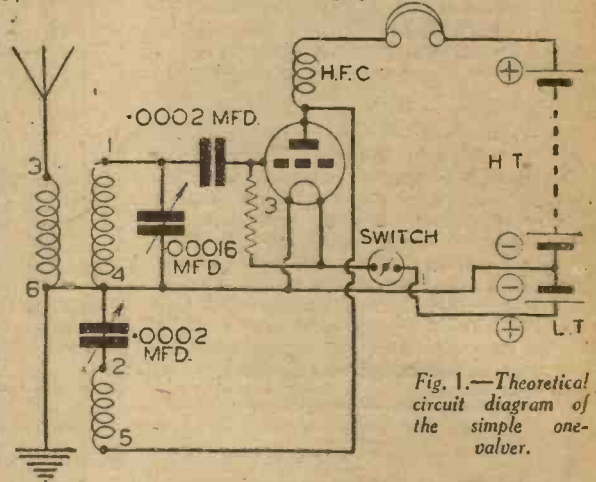 H.F.C
+
·0002 MFD.
3
1
H T
3
·00016
MFD
SWITCH
−
6
4
−
·0002
MFD.
+
L.T
2
5
Fig. 1.—Theoretical
circuit diagram of
the simple one-
valver.